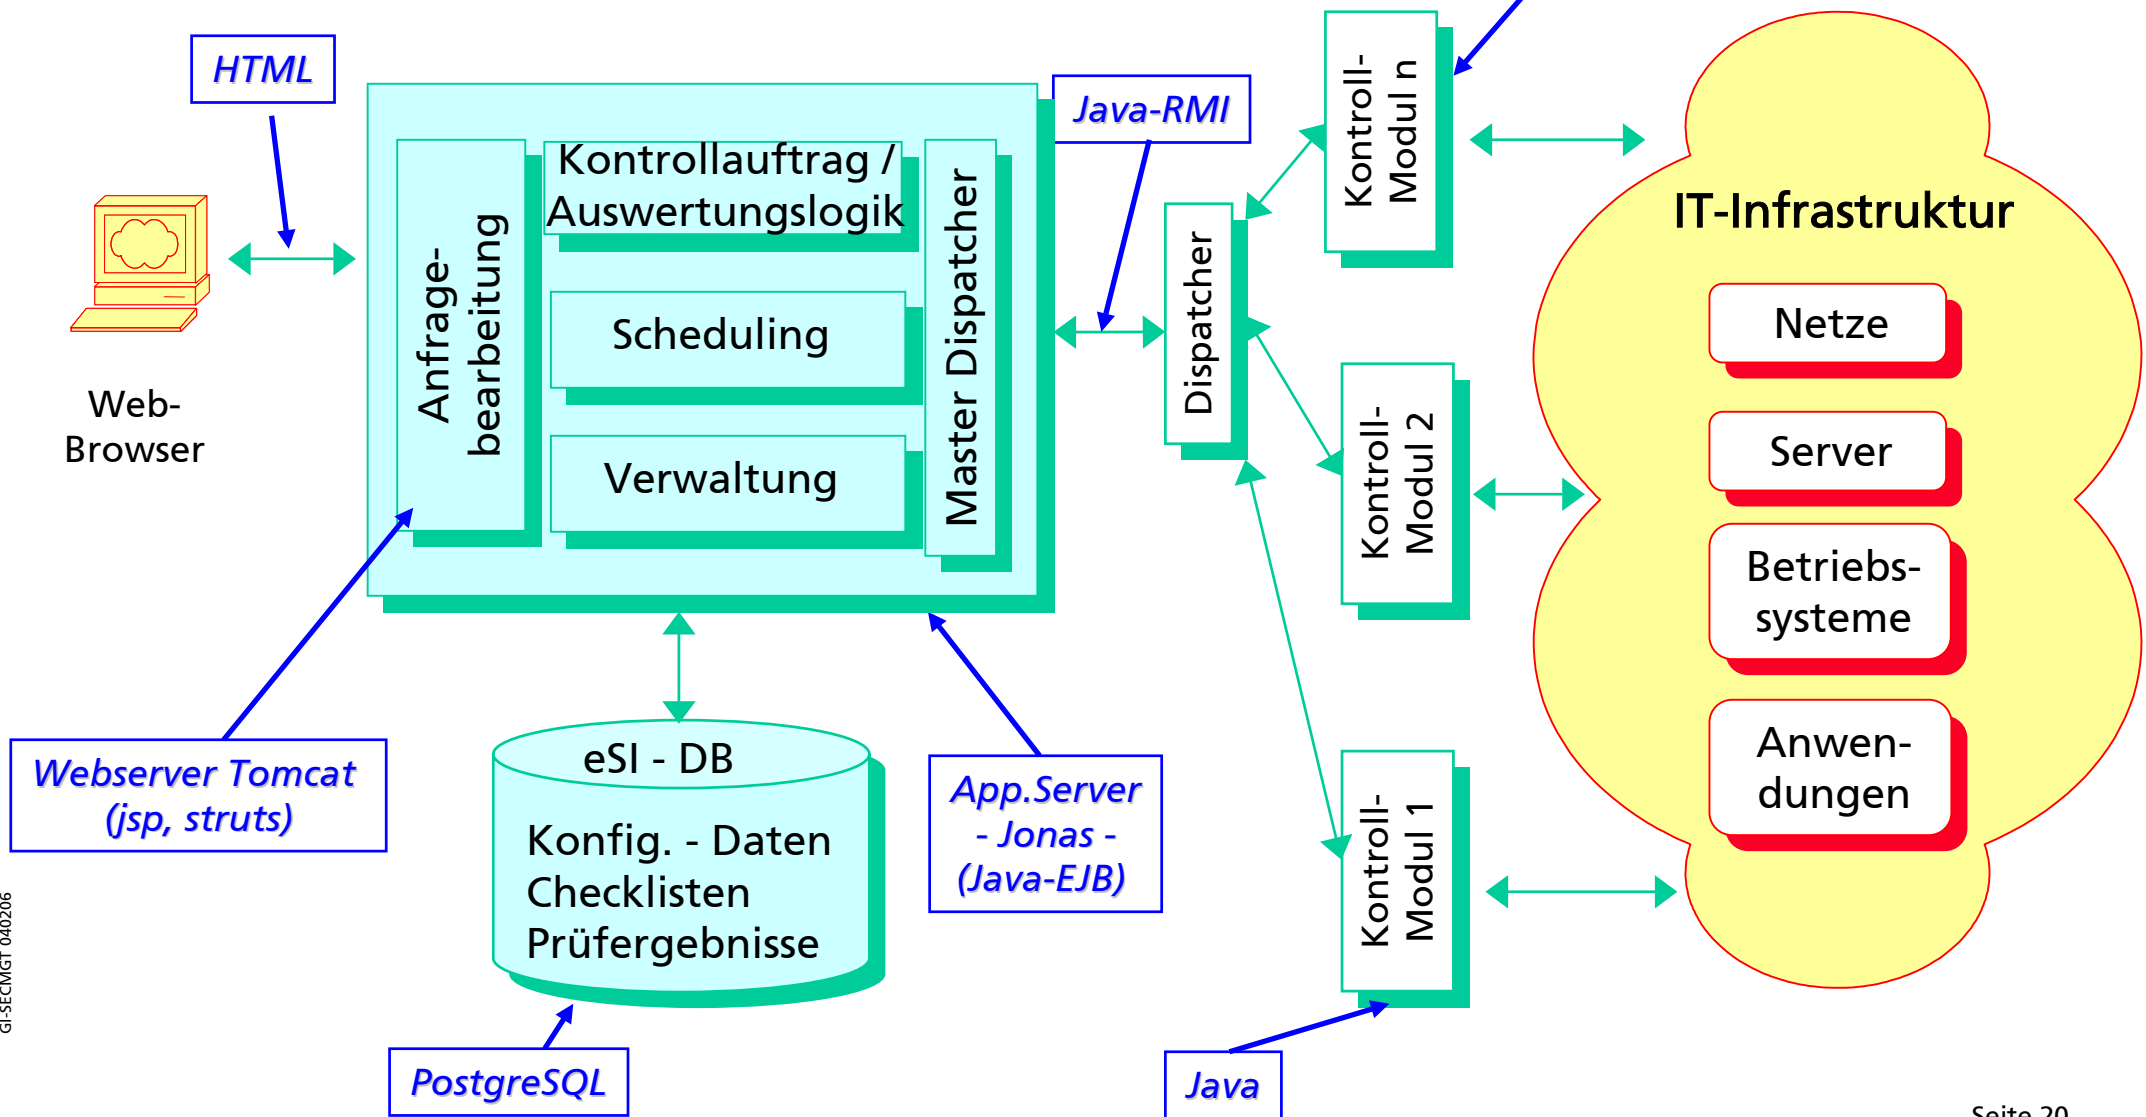 HTML
Web-
Browser
Anfrage-
bearbeitung
Kontrollauftrag /
Auswertungslogik
Scheduling
Verwaltung
Master Dispatcher
Java-RMI
Dispatcher
Kontroll-
Modul n
Kontroll-
Modul 2
Kontroll-
Modul 1
IT-Infrastruktur
Netze
Server
Betriebs-
systeme
Anwen-
dungen
Webserver Tomcat
(jsp, struts)
eSI - DB
Konfig. - Daten
Checklisten
Prüfergebnisse
App.Server
- Jonas -
(Java-EJB)
PostgreSQL
Java
GI-SECMGT 040206
Seite 20